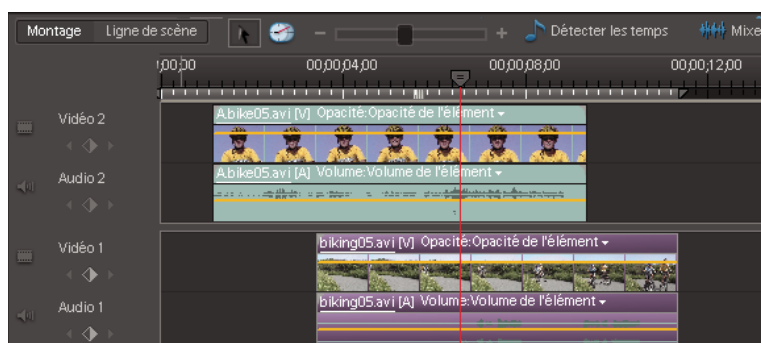 Montage Ligne de scène Détecter les temps Mixe
;00;00 00;00;04;00 00;00;08;00 00;00;12;00
Vidéo 2
A.bike05.avi [V] Opacité:Opacité de l'élément
Audio 2
A.bike05.avi [A] Volume:Volume de l'élément
Vidéo 1
biking05.avi [V] Opacité:Opacité de l'élément
Audio 1
biking05.avi [A] Volume:Volume de l'élément